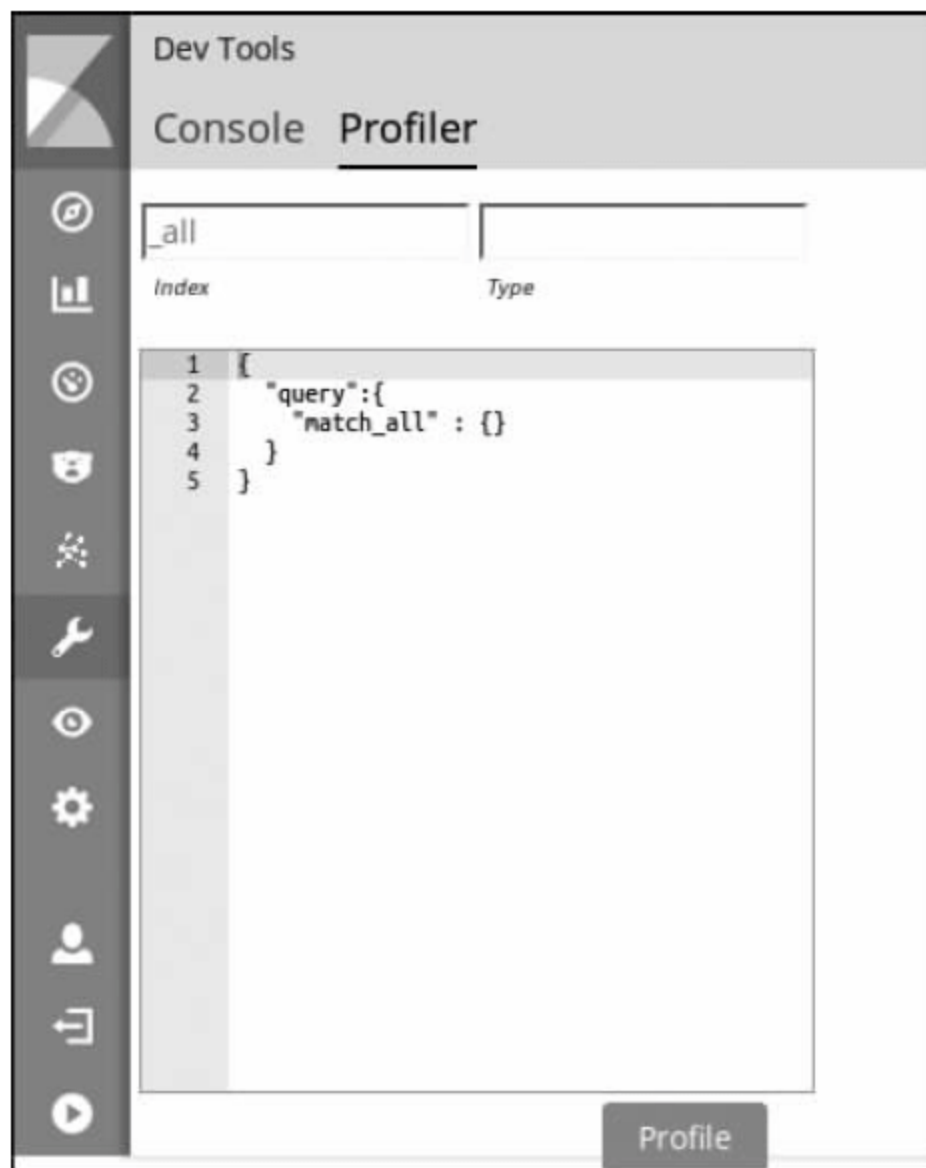 Dev Tools
Console Profiler
_all
Index Type
1 {
2   "query":{
3     "match_all" : {}
4   }
5 }
Profile